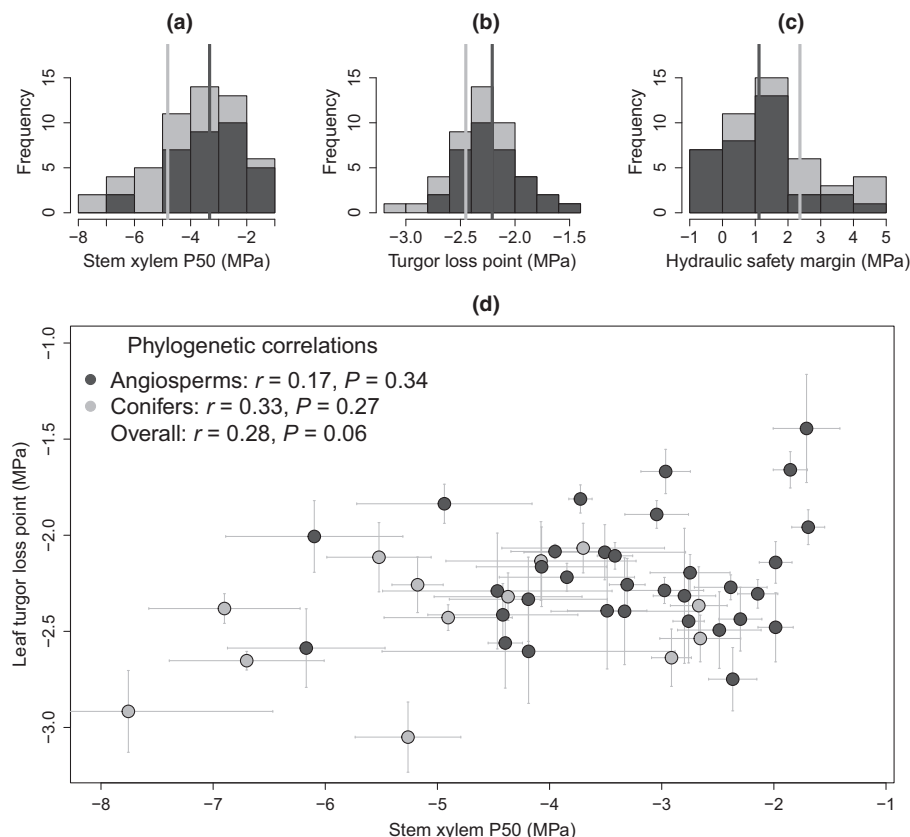 (a)
Frequency
0 5 10 15
−8 −6 −4 −2
Stem xylem P50 (MPa)
(b)
Frequency
0 5 10 15
−3.0 −2.5 −2.0 −1.5
Turgor loss point (MPa)
(c)
Frequency
0 5 10 15
−1 0 1 2 3 4 5
Hydraulic safety margin (MPa)
(d)
Phylogenetic correlations
Angiosperms: r = 0.17, P = 0.34
Conifers: r = 0.33, P = 0.27
Overall: r = 0.28, P = 0.06
Leaf turgor loss point (MPa)
−1.0
−1.5
−2.0
−2.5
−3.0
−8 −7 −6 −5 −4 −3 −2 −1
Stem xylem P50 (MPa)